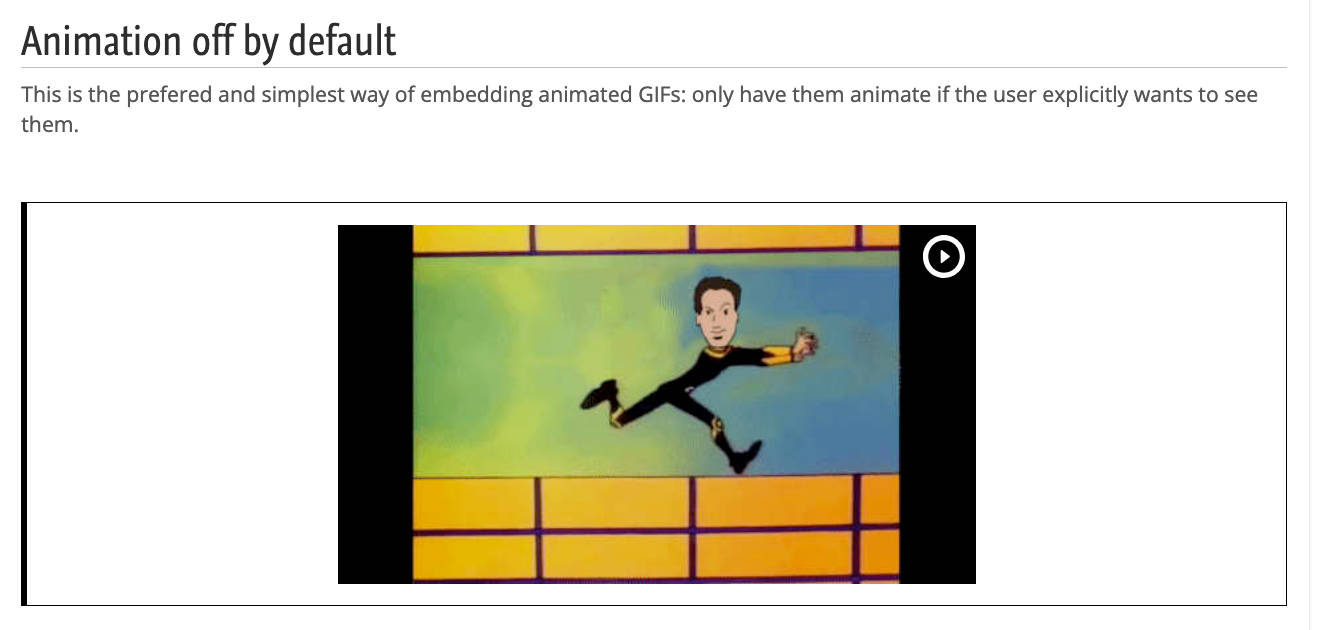 Animation off by default
This is the prefered and simplest way of embedding animated GIFs: only have them animate if the user explicitly wants to see
them.